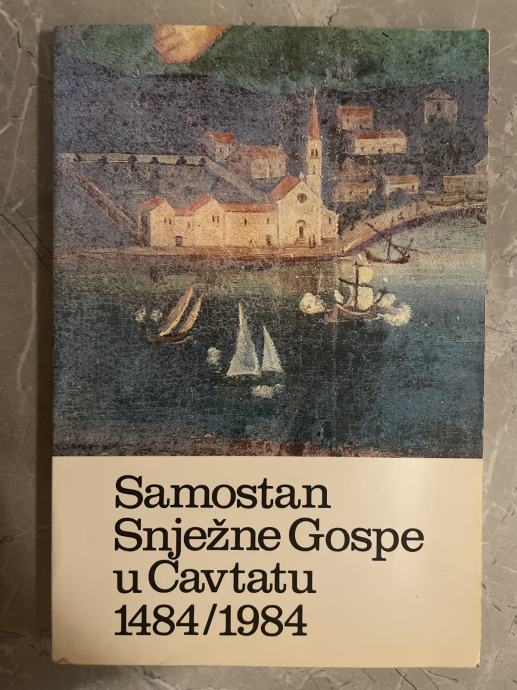 Samostan
Snježne Gospe
u Cavtatu
1484/1984